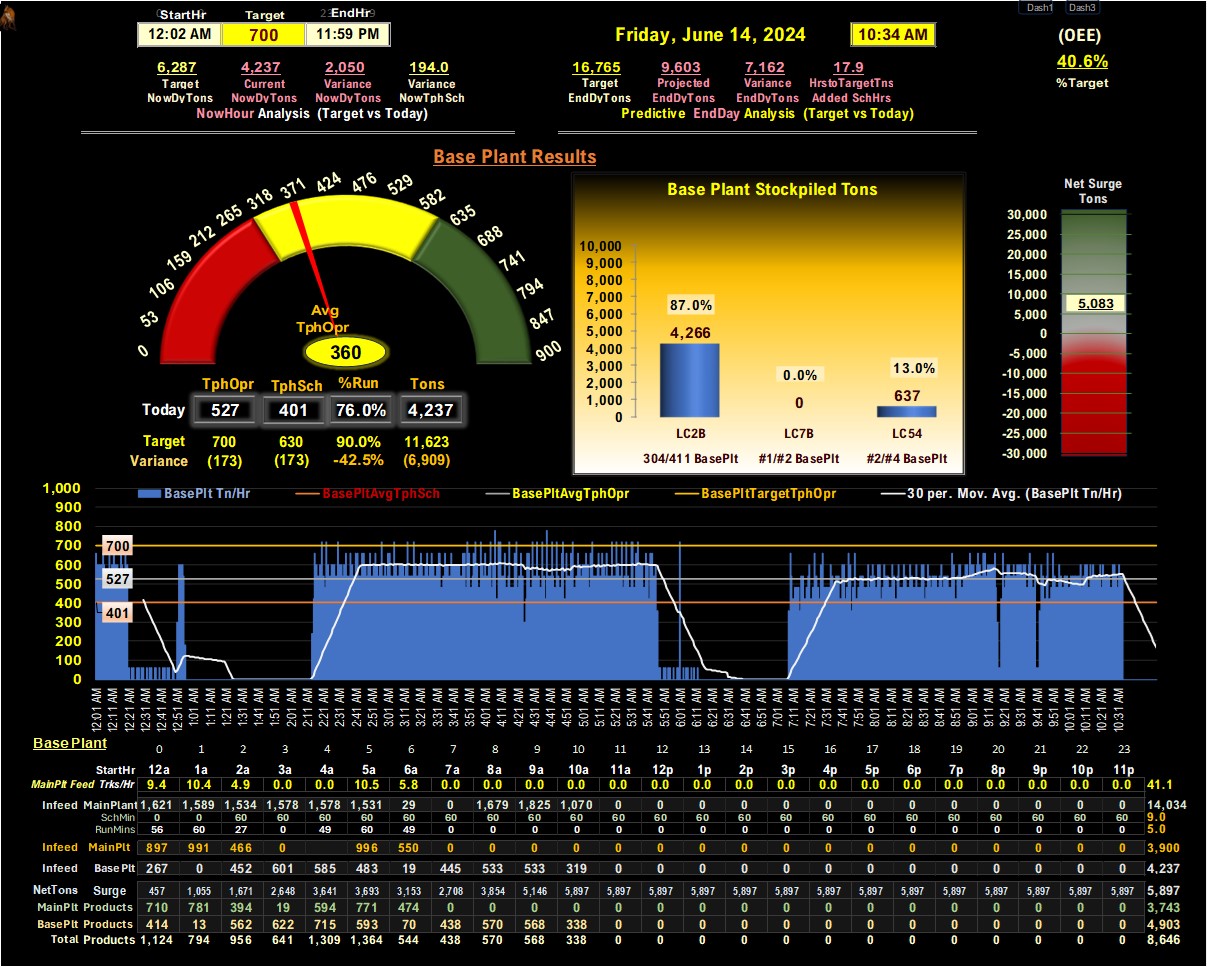 StartHr Target EndHr Dash1 Dash3
12:02 AM 700 11:59 PM Friday, June 14, 2024 10:34 AM (OEE)
6,287 4,237 2,050 194.0 16,765 9,603 7,162 17.9 40.6%
Target Current Variance Variance Target Projected Variance HrstoTargetTns %Target
NowDyTons NowDyTons NowDyTons NowTphSch EndDyTons EndDyTons EndDyTons Added SchHrs
NowHour Analysis (Target vs Today) Predictive EndDay Analysis (Target vs Today)
Base Plant Results
0 53 106 159 212 265 318 371 424 476 529 582 635 688 741 794 847 900
Avg
TphOpr
360
TphOpr TphSch %Run Tons
Today 527 401 76.0% 4,237
Target 700 630 90.0% 11,623
Variance (173) (173) -42.5% (6,909)
Base Plant Stockpiled Tons
10,000
9,000
8,000
7,000
6,000
5,000
4,000
3,000
2,000
1,000
0
87.0% 0.0% 13.0%
4,266 0 637
LC2B LC7B LC54
304/411 BasePlt #1/#2 BasePlt #2/#4 BasePlt
Net Surge
Tons
30,000
25,000
20,000
15,000
10,000
5,000
0
-5,000
-10,000
-15,000
-20,000
-25,000
-30,000
5,083
BasePlt Tn/Hr BasePltAvgTphSch BasePltAvgTphOpr BasePltTargetTphOpr 30 per. Mov. Avg. (BasePlt Tn/Hr)
1,000
900
800
700
600
500
400
300
200
100
0
700
527
401
12:01 AM 12:11 AM 12:21 AM 12:31 AM 12:41 AM 12:51 AM 1:01 AM 1:11 AM 1:21 AM 1:31 AM 1:41 AM 1:51 AM 2:01 AM 2:12 AM 2:22 AM 2:32 AM 2:43 AM 2:54 AM 3:05 AM 3:15 AM 3:25 AM 3:35 AM 3:45 AM 3:51 AM 4:01 AM 4:11 AM 4:21 AM 4:31 AM 4:41 AM 4:51 AM 5:01 AM 5:11 AM 5:21 AM 5:31 AM 5:41 AM 5:51 AM 6:01 AM 6:11 AM 6:21 AM 6:31 AM 6:45 AM 6:55 AM 7:01 AM 7:11 AM 7:24 AM 7:34 AM 7:41 AM 7:51 AM 8:01 AM 8:11 AM 8:21 AM 8:31 AM 8:41 AM 8:51 AM 9:01 AM 9:11 AM 9:21 AM 9:31 AM 9:41 AM 9:51 AM 10:01 AM 10:11 AM 10:21 AM 10:31 AM
Base Plant 0 1 2 3 4 5 6 7 8 9 10 11 12 13 14 15 16 17 18 19 20 21 22 23
StartHr 12a 1a 2a 3a 4a 5a 6a 7a 8a 9a 10a 11a 12p 1p 2p 3p 4p 5p 6p 7p 8p 9p 10p 11p
MainPlt Feed Trks/Hr 9.4 10.4 4.9 0.0 0.0 10.5 5.8 0.0 0.0 0.0 0.0 0.0 0.0 0.0 0.0 0.0 0.0 0.0 0.0 0.0 0.0 0.0 0.0 0.0 41.1
Infeed MainPlant 1,621 1,589 1,534 1,578 1,578 1,531 29 0 1,679 1,825 1,070 0 0 0 0 0 0 0 0 0 0 0 0 0 14,034
SchMin 0 0 60 60 60 60 60 60 60 60 60 60 60 60 60 60 60 60 60 60 60 60 60 60 9.0
RunMins 56 60 27 0 49 60 49 0 0 0 0 0 0 0 0 0 0 0 0 0 0 0 0 0 5.0
Infeed MainPlt 897 991 466 0 996 550 0 0 0 0 0 0 0 0 0 0 0 0 0 0 0 0 0 3,900
Infeed BasePlt 267 0 452 601 585 483 19 445 533 533 319 0 0 0 0 0 0 0 0 0 0 0 0 0 4,237
NetTons Surge 457 1,055 1,671 2,648 3,641 3,693 3,153 2,708 3,854 5,146 5,897 5,897 5,897 5,897 5,897 5,897 5,897 5,897 5,897 5,897 5,897 5,897 5,897 5,897 5,897
MainPlt Products 710 781 394 19 594 771 474 0 0 0 0 0 0 0 0 0 0 0 0 0 0 0 0 0 3,743
BasePlt Products 414 13 562 622 715 593 70 438 570 568 338 0 0 0 0 0 0 0 0 0 0 0 0 0 4,903
Total Products 1,124 794 956 641 1,309 1,364 544 438 570 568 338 0 0 0 0 0 0 0 0 0 0 0 0 0 8,646